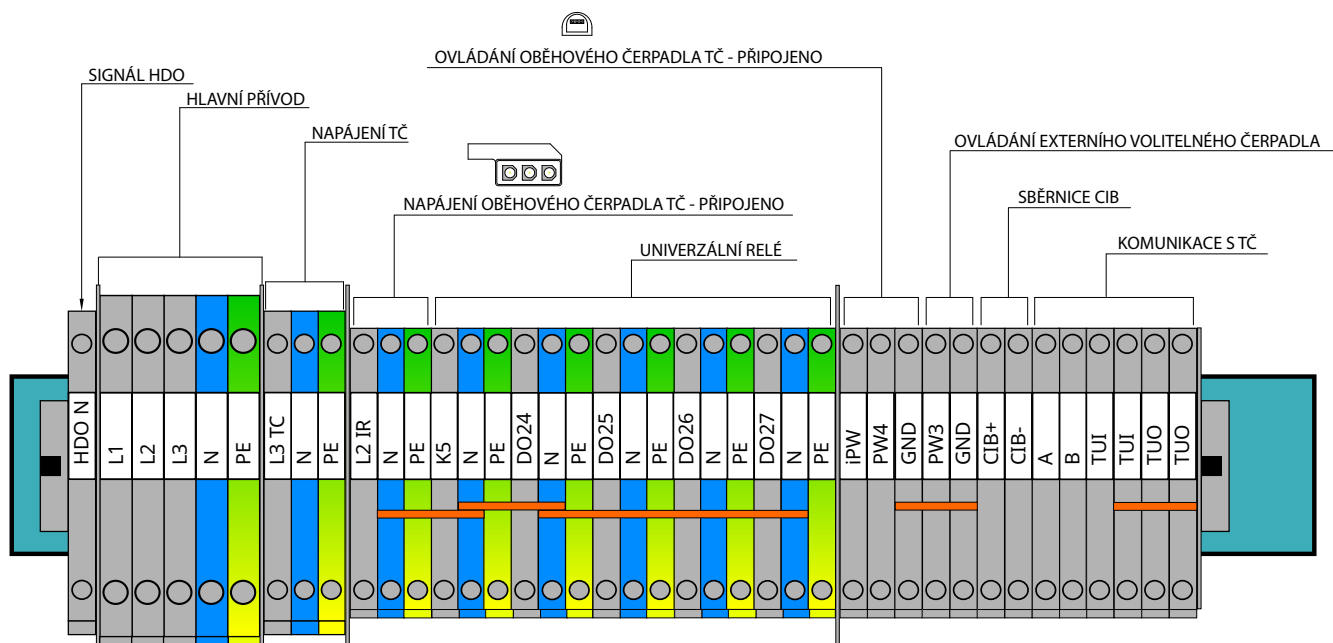 OVLÁDÁNÍ OBĚHOVÉHO ČERPADLA TČ - PŘIPOJENO
SIGNÁL HDO
HLAVNÍ PŘÍVOD
NAPÁJENÍ TČ
OVLÁDÁNÍ EXTERNÍHO VOLITELNÉHO ČERPADLA
SBĚRNICE CIB
NAPÁJENÍ OBĚHOVÉHO ČERPADLA TČ - PŘIPOJENO
UNIVERZÁLNÍ RELÉ
KOMUNIKACE S TČ
HDO N
L1
L2
L3
N
PE
L3 TC
N
PE
L2 IR
N
PE
K5
N
PE
DO24
N
PE
DO25
N
PE
DO26
N
PE
DO27
N
PE
iPW
PW4
GND
PW3
GND
CIB+
CIB-
A
B
TUI
TUI
TUO
TUO